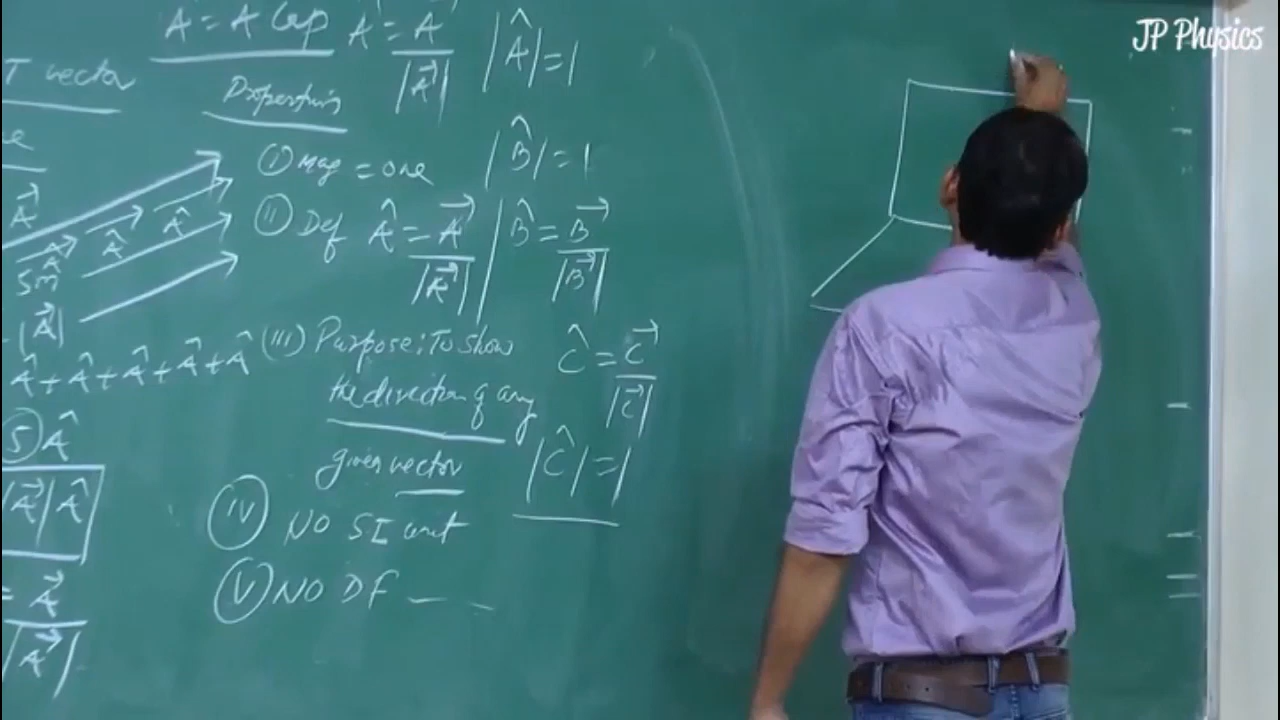 JP Physics
Â = A Cap Â = A⃗ / |A⃗| |Â| = 1
T vector
Properties
(i) Mag = one |B̂| = 1
A⃗
(ii) Def Â = A⃗ / |A⃗| B̂ = B⃗ / |B⃗|
Â Â Â
5m
|A⃗|
(iii) Purpose: To show Ĉ = C⃗ / |C⃗|
Â + Â + Â + Â + Â
the direction of any
5 Â
given vector |Ĉ| = 1
|A⃗| Â
(iv) NO SI unit
(v) NO DF — —
= A⃗ / |A⃗|